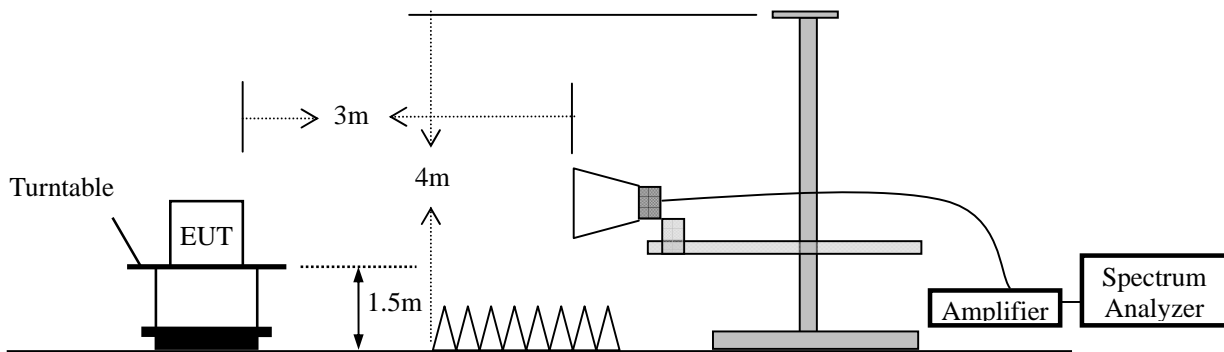 3m
4m
Turntable
EUT
1.5m
Amplifier
Spectrum
Analyzer